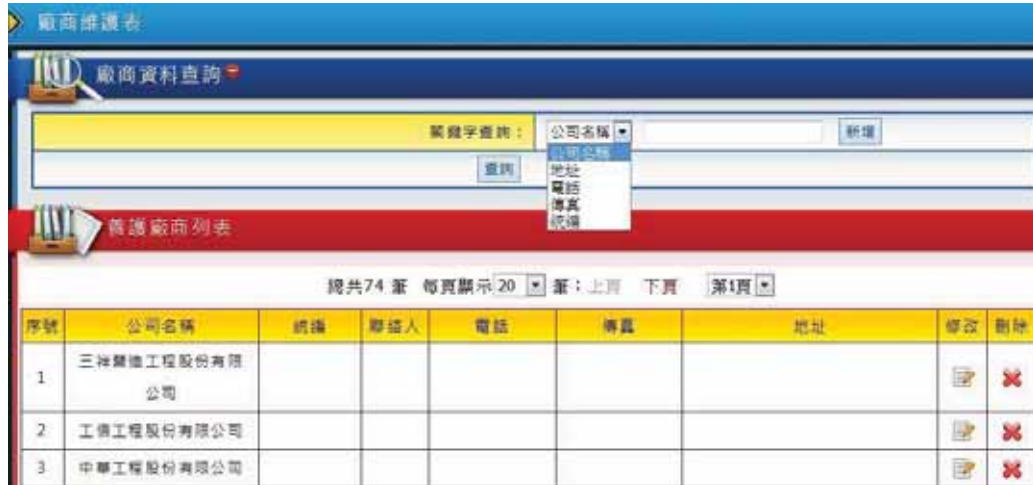 廠商維護表
廠商資料查詢
關鍵字查詢： 公司名稱 新增
公司名稱
查詢 地址
電話
傳真
統編
養護廠商列表
總共74 筆 每頁顯示 20 筆：上頁 下頁 第1頁
序號 公司名稱 統編 聯絡人 電話 傳真 地址 修改 刪除
1 三祥營造工程股份有限
公司
2 工信工程股份有限公司
3 中華工程股份有限公司